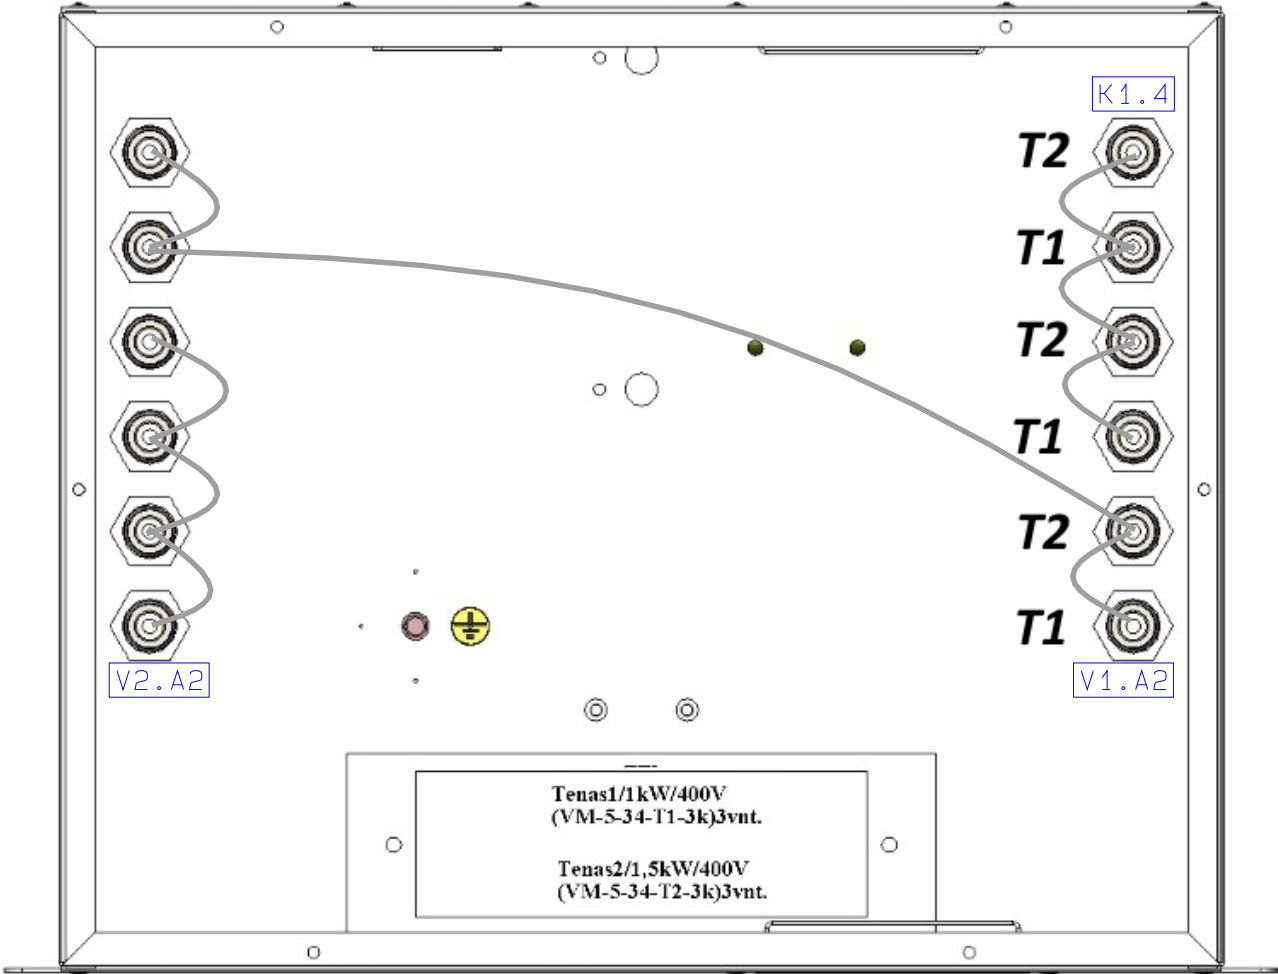 K1.4
T2
T1
T2
T1
T2
T1
V2.A2
V1.A2
Tenas1/1kW/400V
(VM-5-34-T1-3k)3vnt.
Tenas2/1,5kW/400V
(VM-5-34-T2-3k)3vnt.